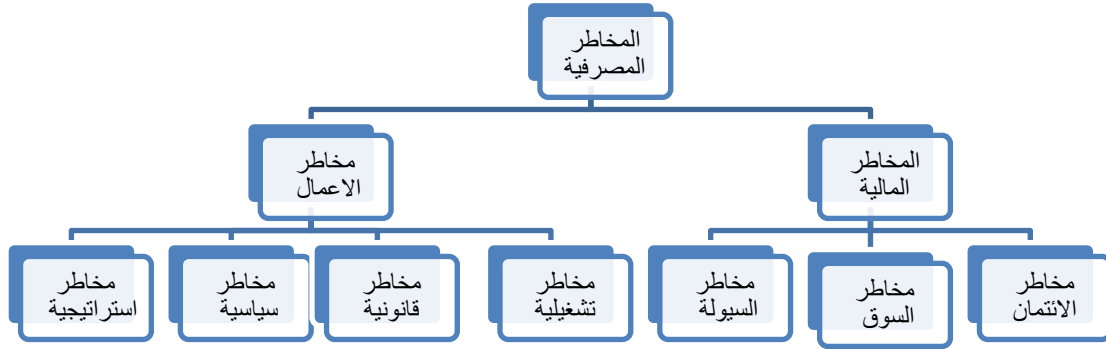 المخاطر
المصرفية
المخاطر
المالية
مخاطر
الاعمال
مخاطر
الائتمان
مخاطر
السوق
مخاطر
السيولة
مخاطر
تشغيلية
مخاطر
قانونية
مخاطر
سياسية
مخاطر
استراتيجية